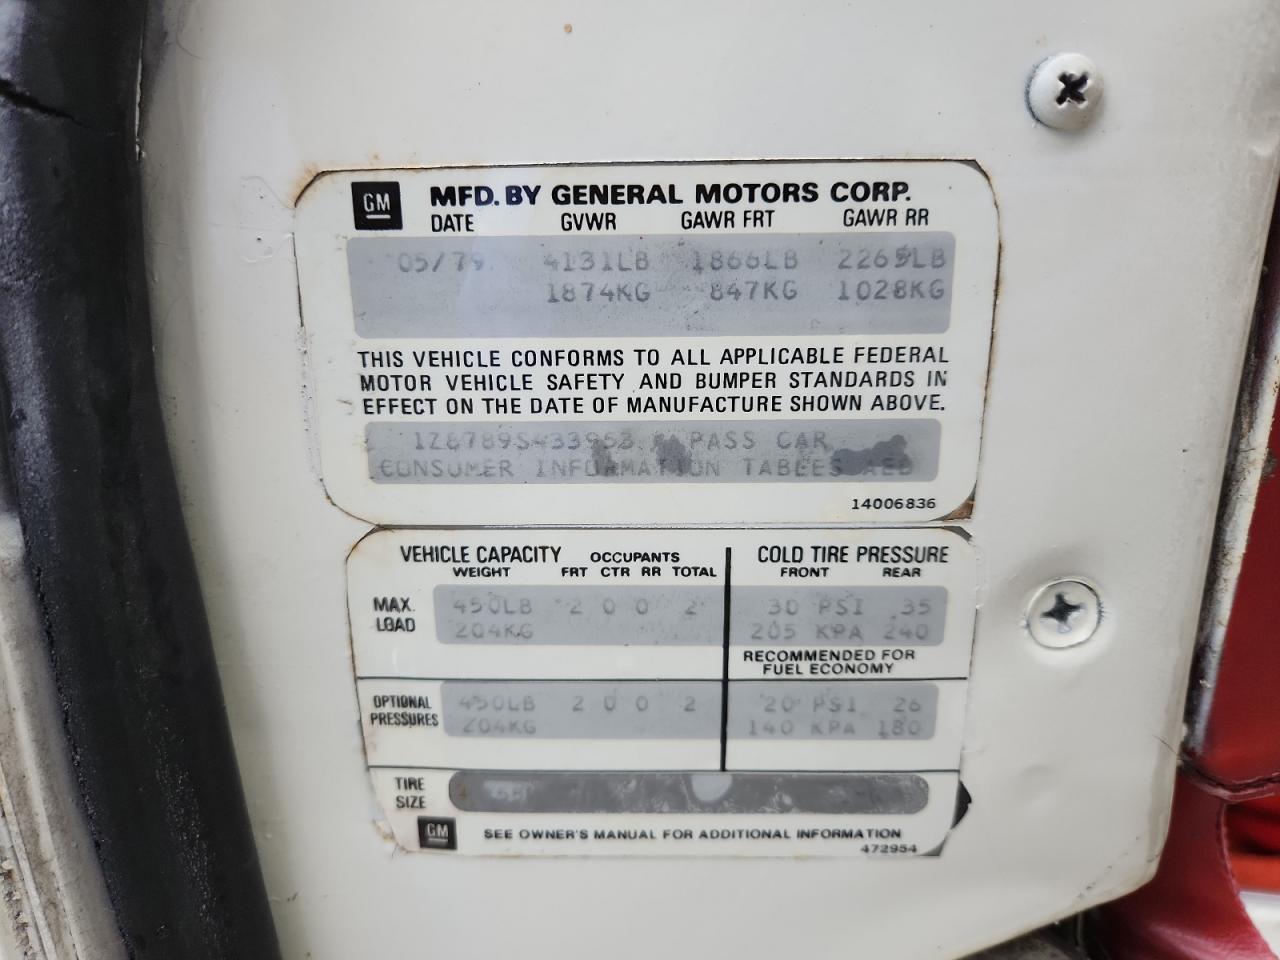 GM MFD. BY GENERAL MOTORS CORP.
DATE GVWR GAWR FRT GAWR RR
05/79 4131LB 1866LB 2265LB
1874KG 847KG 1028KG
THIS VEHICLE CONFORMS TO ALL APPLICABLE FEDERAL
MOTOR VEHICLE SAFETY AND BUMPER STANDARDS IN
EFFECT ON THE DATE OF MANUFACTURE SHOWN ABOVE.
1Z8789S433953 PASS CAR
CONSUMER INFORMATION TABLES
14006836
VEHICLE CAPACITY OCCUPANTS COLD TIRE PRESSURE
WEIGHT FRT CTR RR TOTAL FRONT REAR
MAX. LOAD 450LB 2 0 0 2 30 PSI 35
204KG 205 KPA 240
RECOMMENDED FOR
FUEL ECONOMY
OPTIONAL PRESSURES 450LB 2 0 0 2 20 PSI 26
204KG 140 KPA 180
TIRE
SIZE
GM SEE OWNER'S MANUAL FOR ADDITIONAL INFORMATION
472954